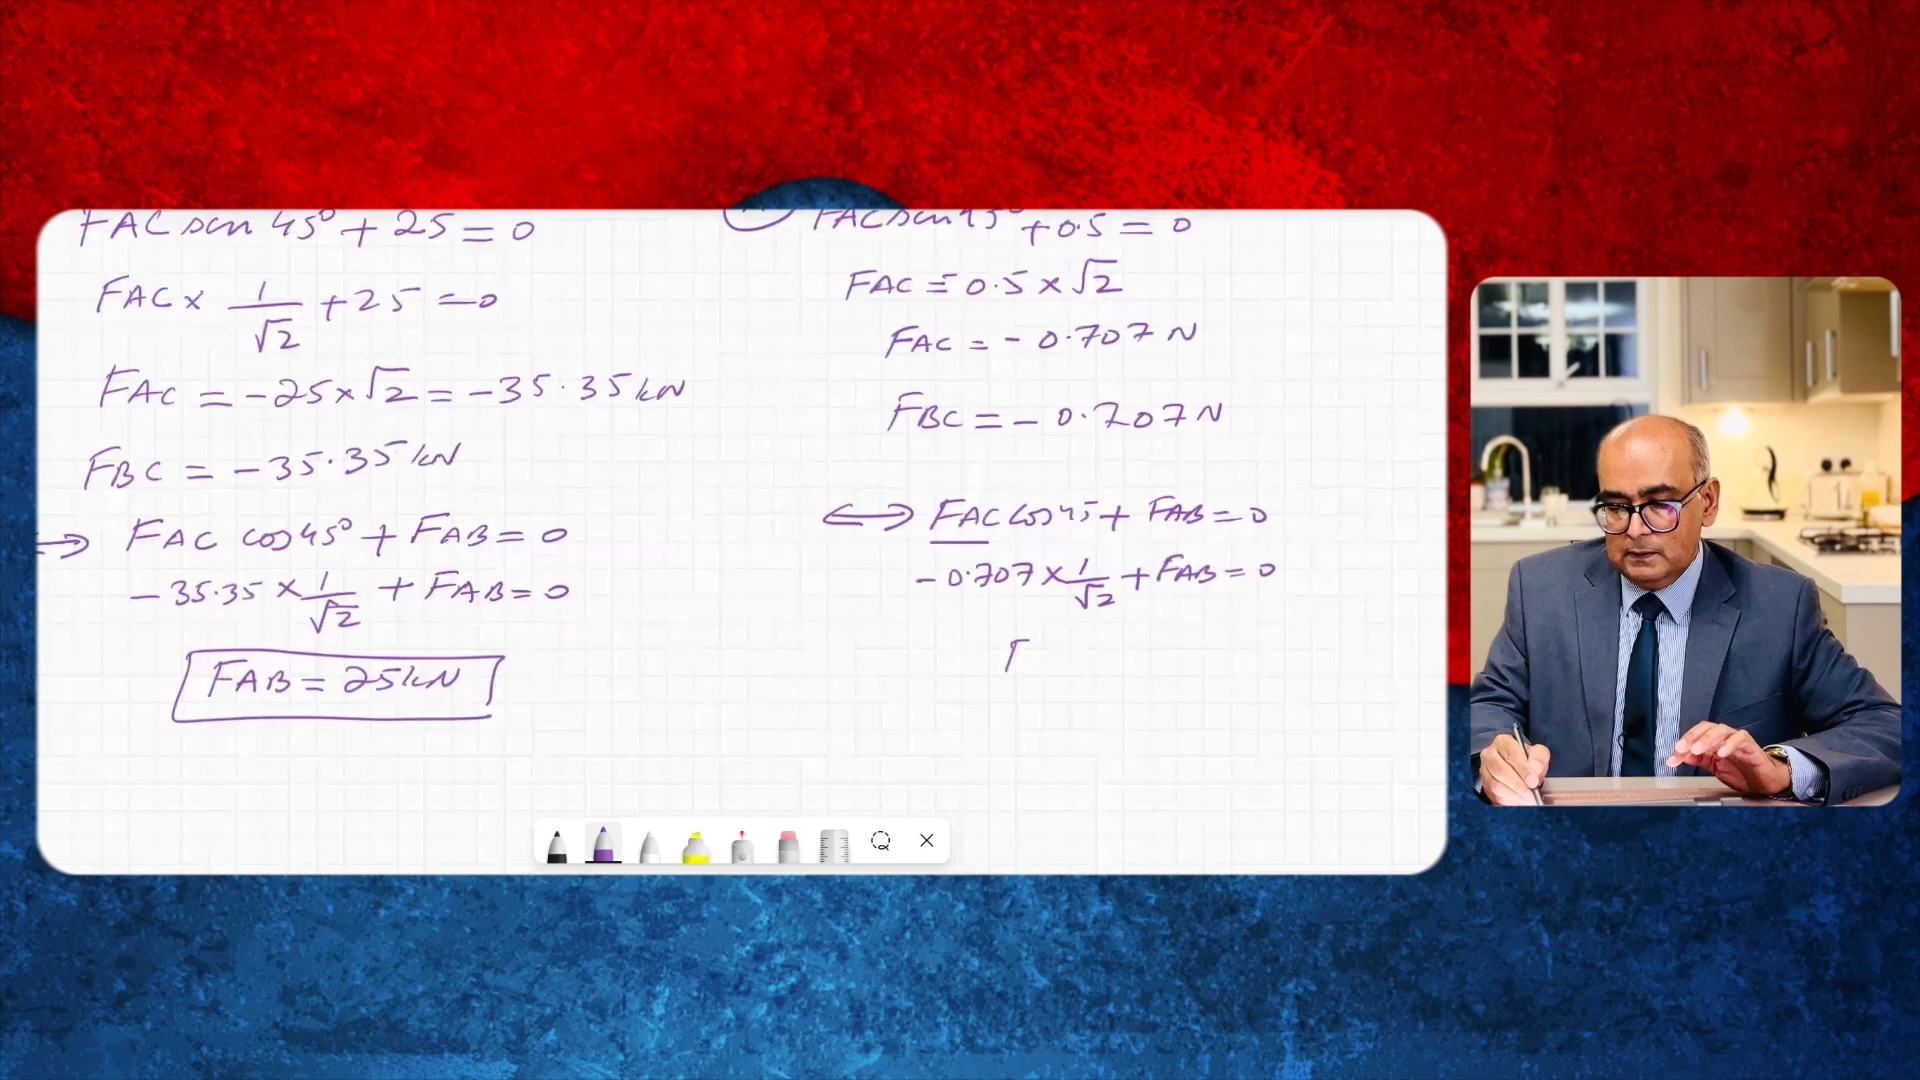 FAC sin 45° + 25 = 0
FAC × 1/√2 + 25 = 0
FAC = -25×√2 = -35.35 kN
FBC = -35.35 kN
→ FAC cos 45° + FAB = 0
-35.35 × 1/√2 + FAB = 0
FAB = 25 kN
FAC sin 45° + 0.5 = 0
FAC = 0.5 × √2
FAC = - 0.707 N
FBC = - 0.707 N
↔ FAC cos 45 + FAB = 0
-0.707 × 1/√2 + FAB = 0